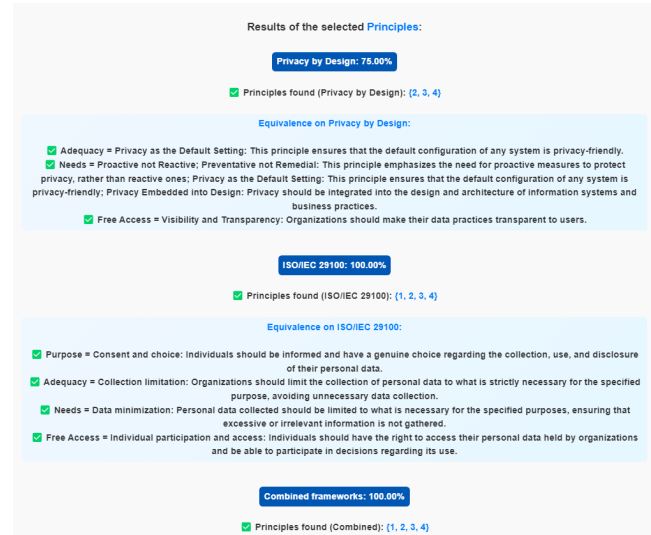 Results of the selected Principles:
Privacy by Design: 75.00%
✅ Principles found (Privacy by Design): {2, 3, 4}
Equivalence on Privacy by Design:
✅ Adequacy = Privacy as the Default Setting: This principle ensures that the default configuration of any system is privacy-friendly.
✅ Needs = Proactive not Reactive; Preventative not Remedial: This principle emphasizes the need for proactive measures to protect
privacy, rather than reactive ones; Privacy as the Default Setting: This principle ensures that the default configuration of any system is
privacy-friendly; Privacy Embedded into Design: Privacy should be integrated into the design and architecture of information systems and
business practices.
✅ Free Access = Visibility and Transparency: Organizations should make their data practices transparent to users.
ISO/IEC 29100: 100.00%
✅ Principles found (ISO/IEC 29100): {1, 2, 3, 4}
Equivalence on ISO/IEC 29100:
✅ Purpose = Consent and choice: Individuals should be informed and have a genuine choice regarding the collection, use, and disclosure
of their personal data.
✅ Adequacy = Collection limitation: Organizations should limit the collection of personal data to what is strictly necessary for the specified
purpose, avoiding unnecessary data collection.
✅ Needs = Data minimization: Personal data collected should be limited to what is necessary for the specified purposes, ensuring that
excessive or irrelevant information is not gathered.
✅ Free Access = Individual participation and access: Individuals should have the right to access their personal data held by organizations
and be able to participate in decisions regarding its use.
Combined frameworks: 100.00%
✅ Principles found (Combined): {1, 2, 3, 4}